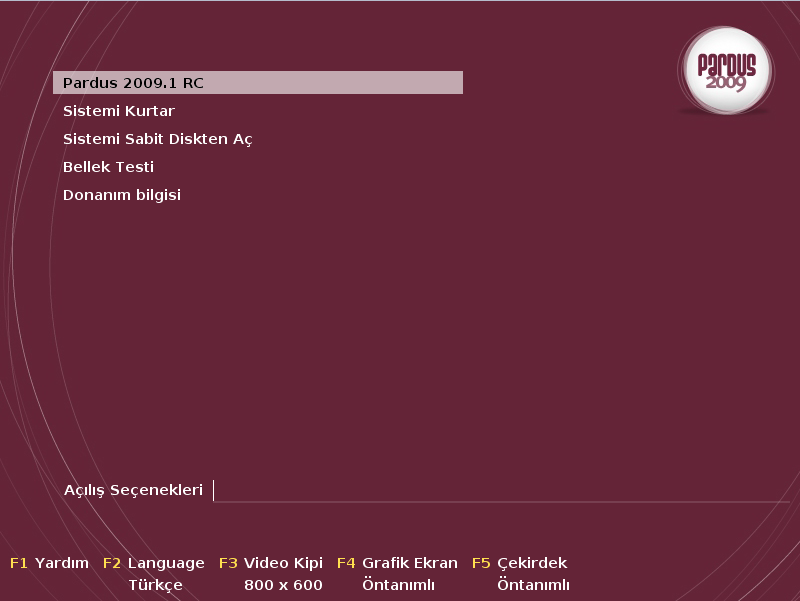 PARDUS
2009
Pardus 2009.1 RC
Sistemi Kurtar
Sistemi Sabit Diskten Aç
Bellek Testi
Donanım bilgisi
Açılış Seçenekleri
F1 Yardım F2 Language F3 Video Kipi F4 Grafik Ekran F5 Çekirdek
Türkçe 800 x 600 Öntanımlı Öntanımlı